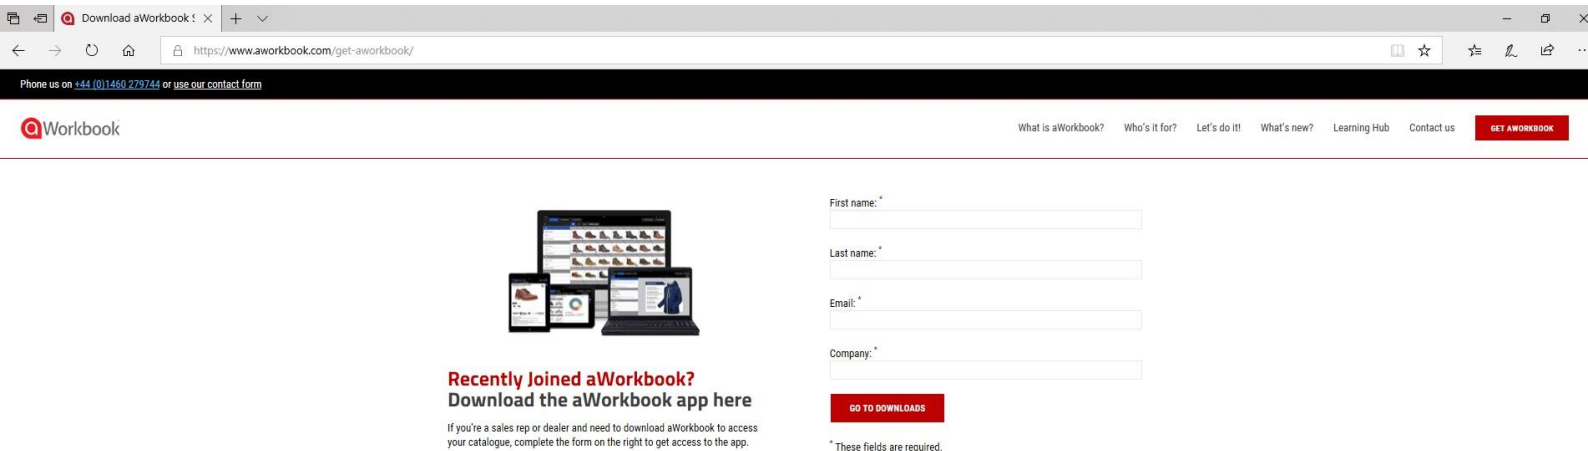 Download aWorkbook S
https://www.aworkbook.com/get-aworkbook/
Phone us on +44 (0)1460 279744 or use our contact form
aWorkbook
What is aWorkbook? Who's it for? Let's do it! What's new? Learning Hub Contact us GET AWORKBOOK
First name: *
Last name: *
Email: *
Company: *
GO TO DOWNLOADS
* These fields are required.
Recently Joined aWorkbook?
Download the aWorkbook app here
If you're a sales rep or dealer and need to download aWorkbook to access
your catalogue, complete the form on the right to get access to the app.